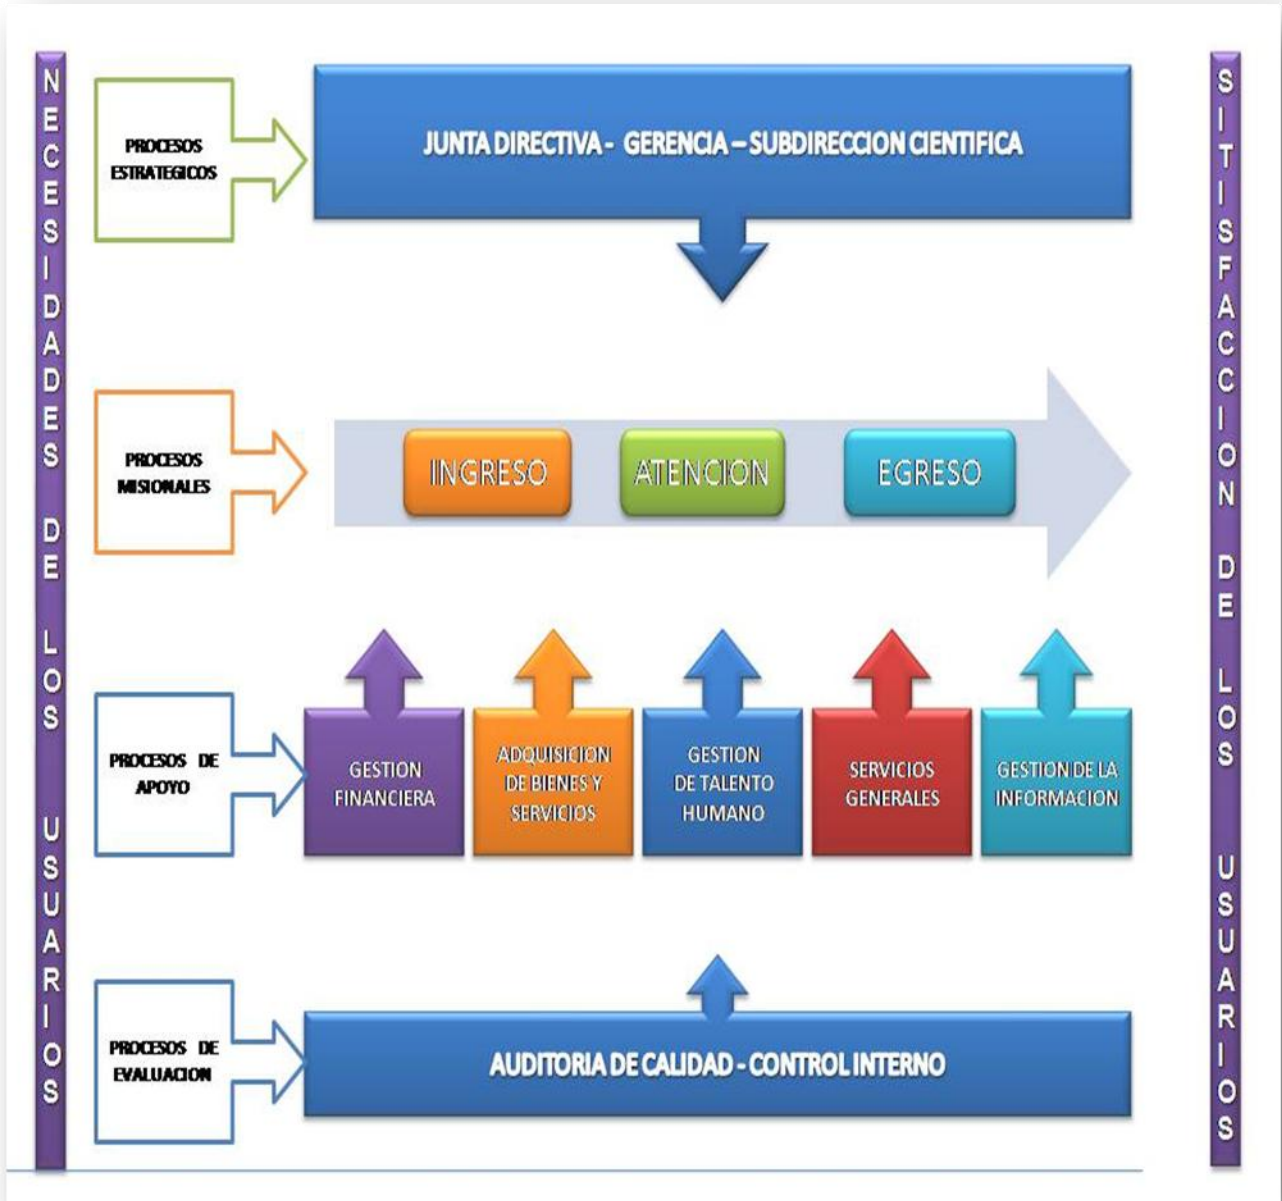 NECESIDADES DE LOS USUARIOS
PROCESOS
ESTRATEGICOS
JUNTA DIRECTIVA - GERENCIA – SUBDIRECCION CIENTIFICA
PROCESOS
MISIONALES
INGRESO
ATENCION
EGRESO
PROCESOS DE
APOYO
GESTION
FINANCIERA
ADQUISICION
DE BIENES Y
SERVICIOS
GESTION
DE TALENTO
HUMANO
SERVICIOS
GENERALES
GESTION DE LA
INFORMACION
PROCESOS DE
EVALUACION
AUDITORIA DE CALIDAD - CONTROL INTERNO
SITISFACCION DE LOS USUARIOS